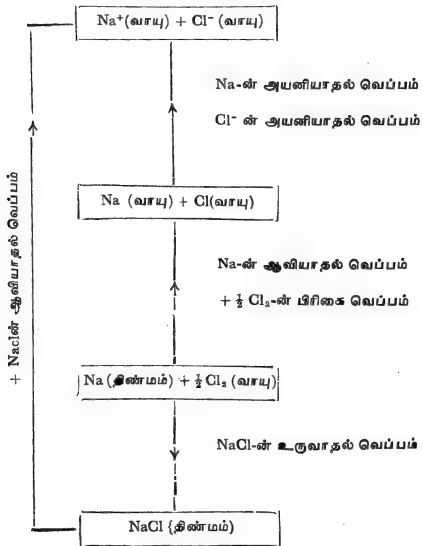 Na⁺(வாயு) + Cl⁻ (வாயு)
Na-ன் அயனியாதல் வெப்பம்
Cl⁻ ன் அயனியாதல் வெப்பம்
Na (வாயு) + Cl(வாயு)
+ Naclன் ஆவியாதல் வெப்பம்
Na-ன் ஆவியாதல் வெப்பம்
+ ½ Cl₂-ன் பிரிகை வெப்பம்
Na (திண்மம்) + ½ Cl₂ (வாயு)
NaCl-ன் உருவாதல் வெப்பம்
NaCl {திண்மம்)